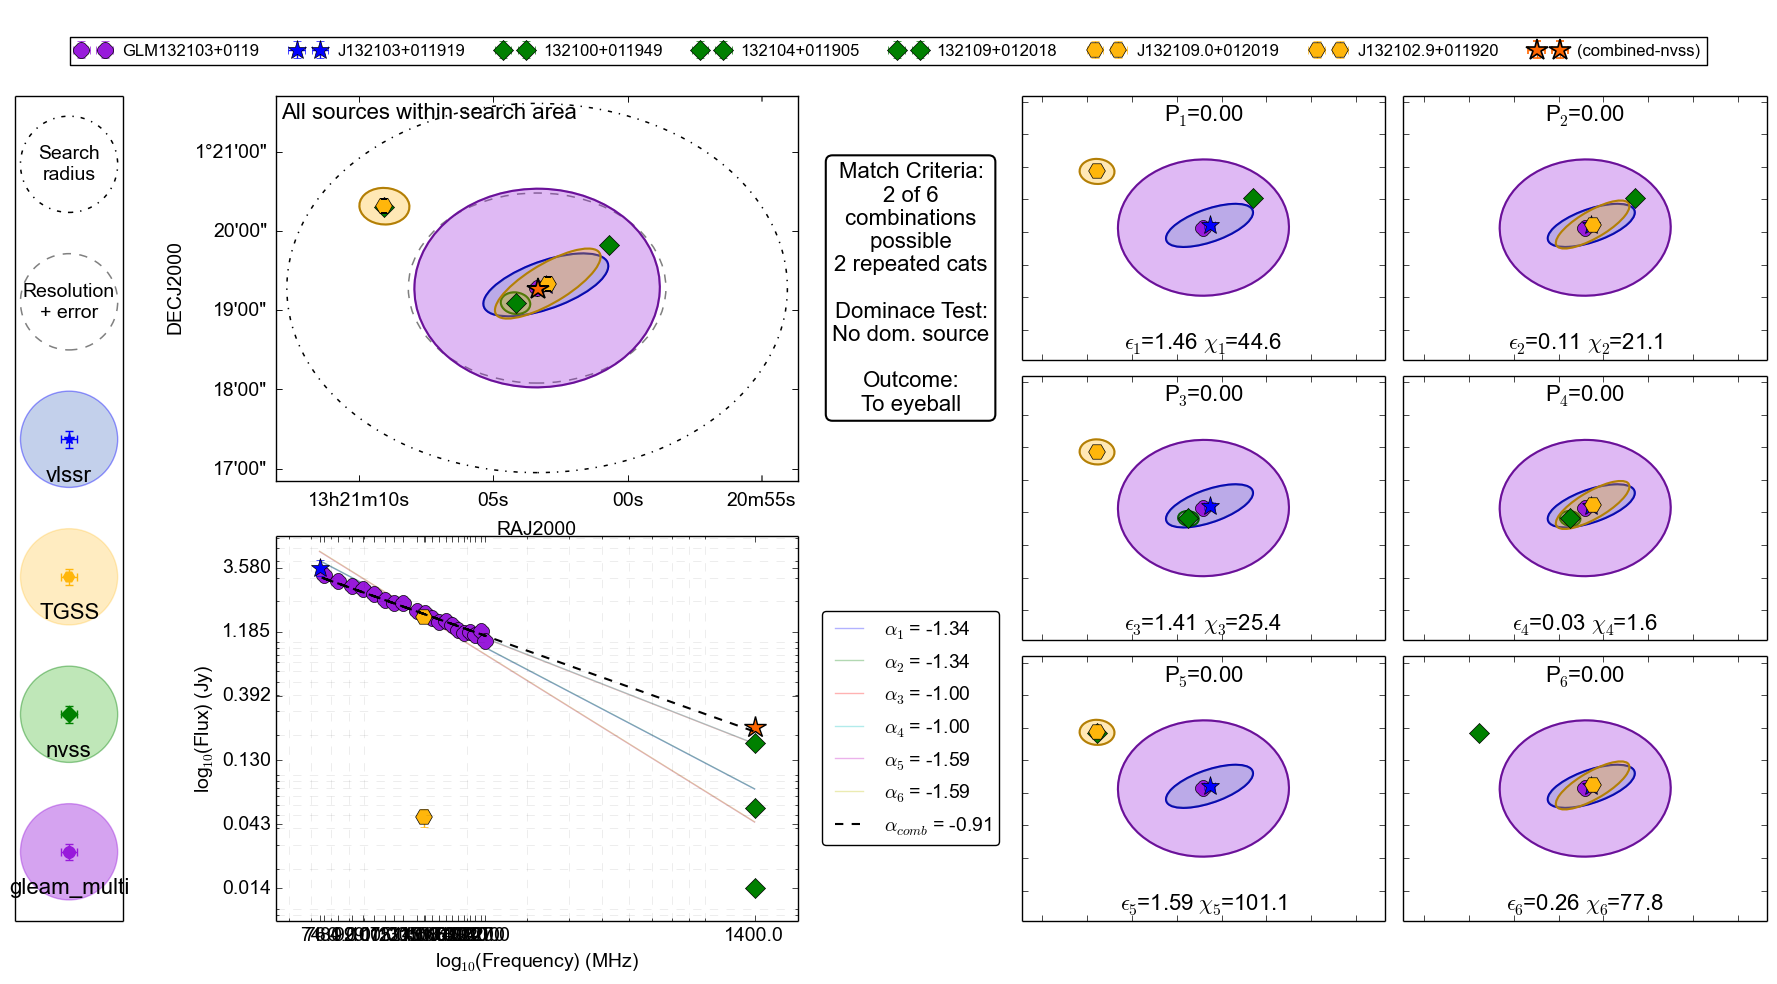 GLM132103+0119 J132103+011919 132100+011949 132104+011905 132109+012018 J132109.0+012019 J132102.9+011920 (combined-nvss)
Search
radius
Resolution
+ error
vlssr
TGSS
nvss
gleam_multi
All sources within search area
DECJ2000
1°21'00"
20'00"
19'00"
18'00"
17'00"
13h21m10s 05s 00s 20m55s
RAJ2000
log10(Flux) (Jy)
3.580
1.185
0.392
0.130
0.043
0.014
1400.0
log10(Frequency) (MHz)
Match Criteria:
2 of 6
combinations
possible
2 repeated cats
Dominace Test:
No dom. source
Outcome:
To eyeball
α1 = -1.34
α2 = -1.34
α3 = -1.00
α4 = -1.00
α5 = -1.59
α6 = -1.59
αcomb = -0.91
P1=0.00
ϵ1=1.46 χ1=44.6
P2=0.00
ϵ2=0.11 χ2=21.1
P3=0.00
ϵ3=1.41 χ3=25.4
P4=0.00
ϵ4=0.03 χ4=1.6
P5=0.00
ϵ5=1.59 χ5=101.1
P6=0.00
ϵ6=0.26 χ6=77.8